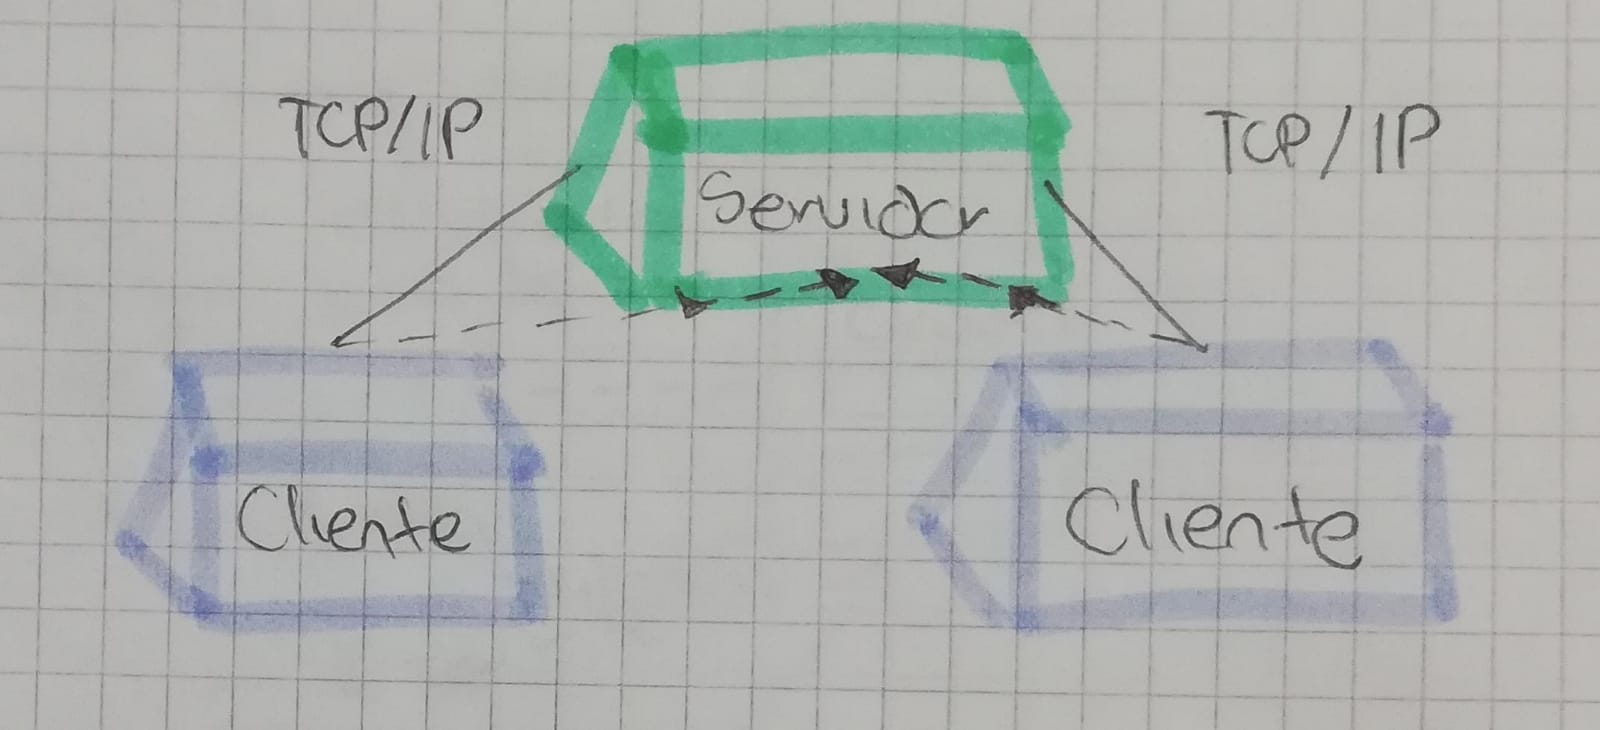 TCP/IP
TCP/IP
Servidor
Cliente
Cliente